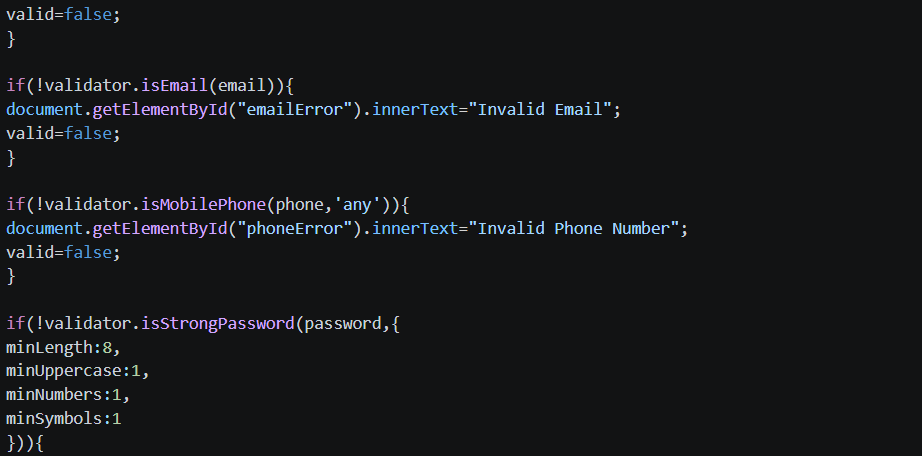 valid=false;
}
if(!validator.isEmail(email)){
document.getElementById("emailError").innerText="Invalid Email";
valid=false;
}
if(!validator.isMobilePhone(phone,'any')){
document.getElementById("phoneError").innerText="Invalid Phone Number";
valid=false;
}
if(!validator.isStrongPassword(password,{
minLength:8,
minUppercase:1,
minNumbers:1,
minSymbols:1
})){